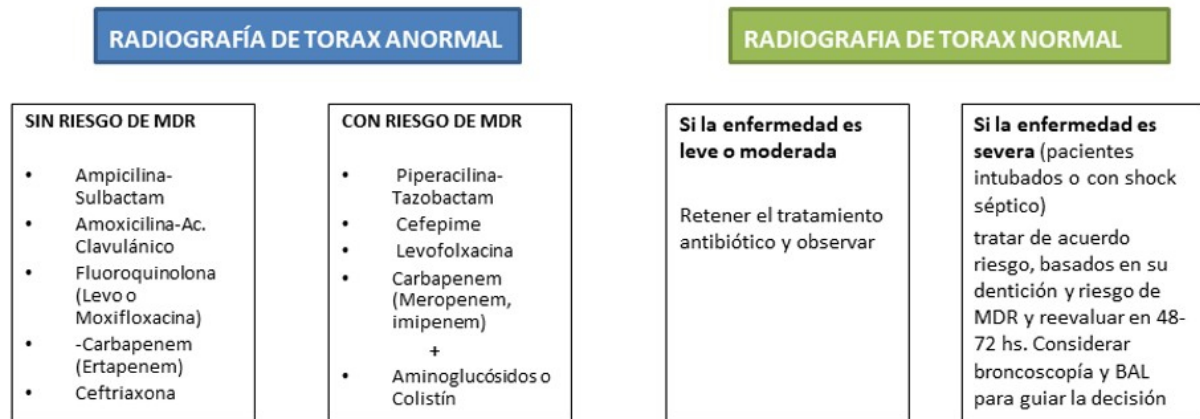 RADIOGRAFÍA DE TORAX ANORMAL
RADIOGRAFIA DE TORAX NORMAL
SIN RIESGO DE MDR
• Ampicilina-
Sulbactam
• Amoxicilina-Ac.
Clavulánico
• Fluoroquinolona
(Levo o
Moxifloxacina)
• -Carbapenem
(Ertapenem)
• Ceftriaxona
CON RIESGO DE MDR
• Piperacilina-
Tazobactam
• Cefepime
• Levofolxacina
• Carbapenem
(Meropenem,
imipenem)
+
• Aminoglucósidos o
Colistín
Si la enfermedad es
leve o moderada
Retener el tratamiento
antibiótico y observar
Si la enfermedad es
severa (pacientes
intubados o con shock
séptico)
tratar de acuerdo
riesgo, basados en su
dentición y riesgo de
MDR y reevaluar en 48-
72 hs. Considerar
broncoscopía y BAL
para guiar la decisión